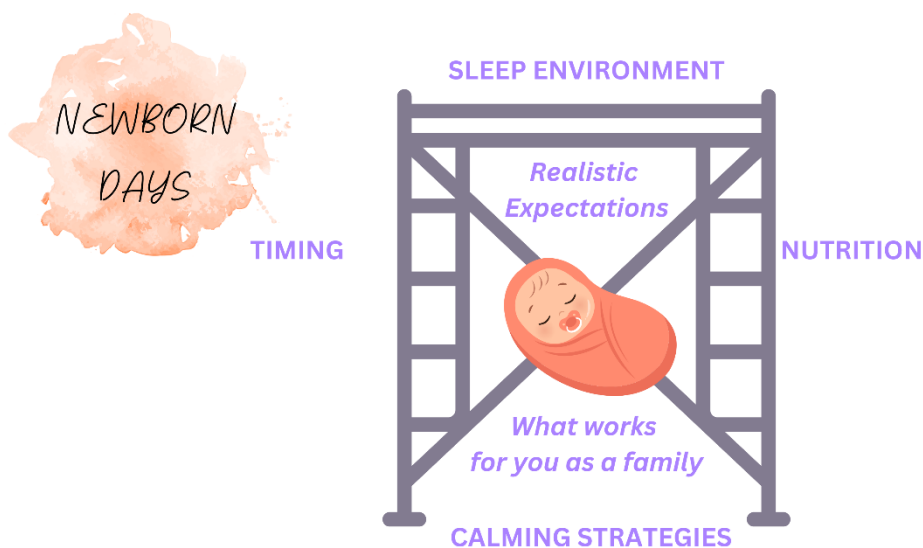 NEWBORN
DAYS
SLEEP ENVIRONMENT
Realistic
Expectations
TIMING
NUTRITION
What works
for you as a family
CALMING STRATEGIES